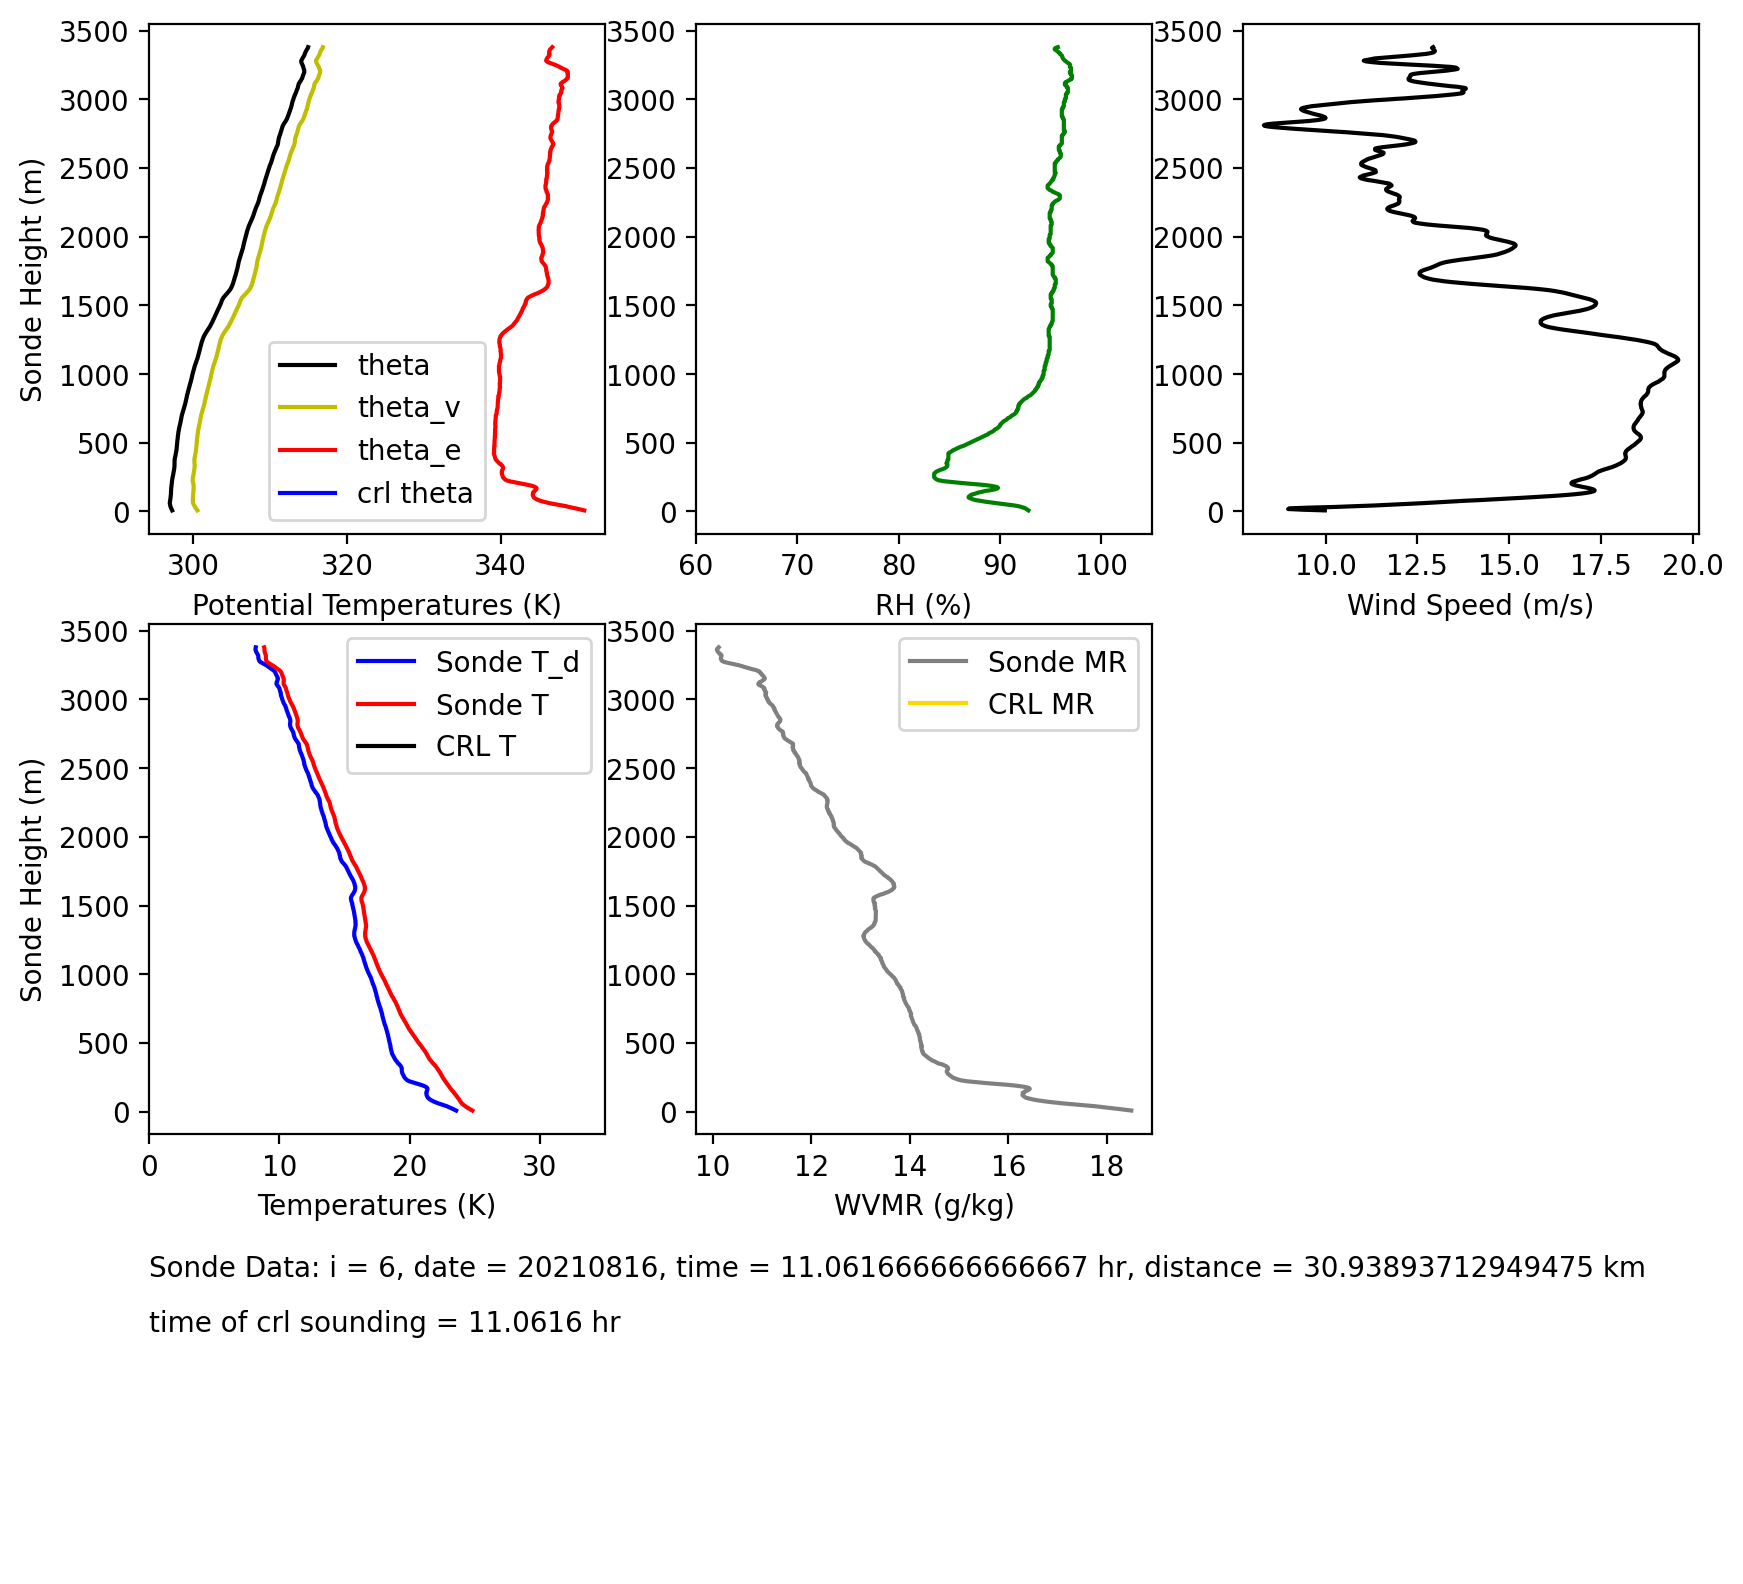 3500
3000
2500
2000
1500
1000
500
0
Sonde Height (m)
300 320 340
Potential Temperatures (K)
theta
theta_v
theta_e
crl theta
3500
3000
2500
2000
1500
1000
500
0
60 70 80 90 100
RH (%)
3500
3000
2500
2000
1500
1000
500
0
10.0 12.5 15.0 17.5 20.0
Wind Speed (m/s)
3500
3000
2500
2000
1500
1000
500
0
Sonde Height (m)
0 10 20 30
Temperatures (K)
Sonde T_d
Sonde T
CRL T
3500
3000
2500
2000
1500
1000
500
0
10 12 14 16 18
WVMR (g/kg)
Sonde MR
CRL MR
Sonde Data: i = 6, date = 20210816, time = 11.061666666666667 hr, distance = 30.93893712949475 km
time of crl sounding = 11.0616 hr